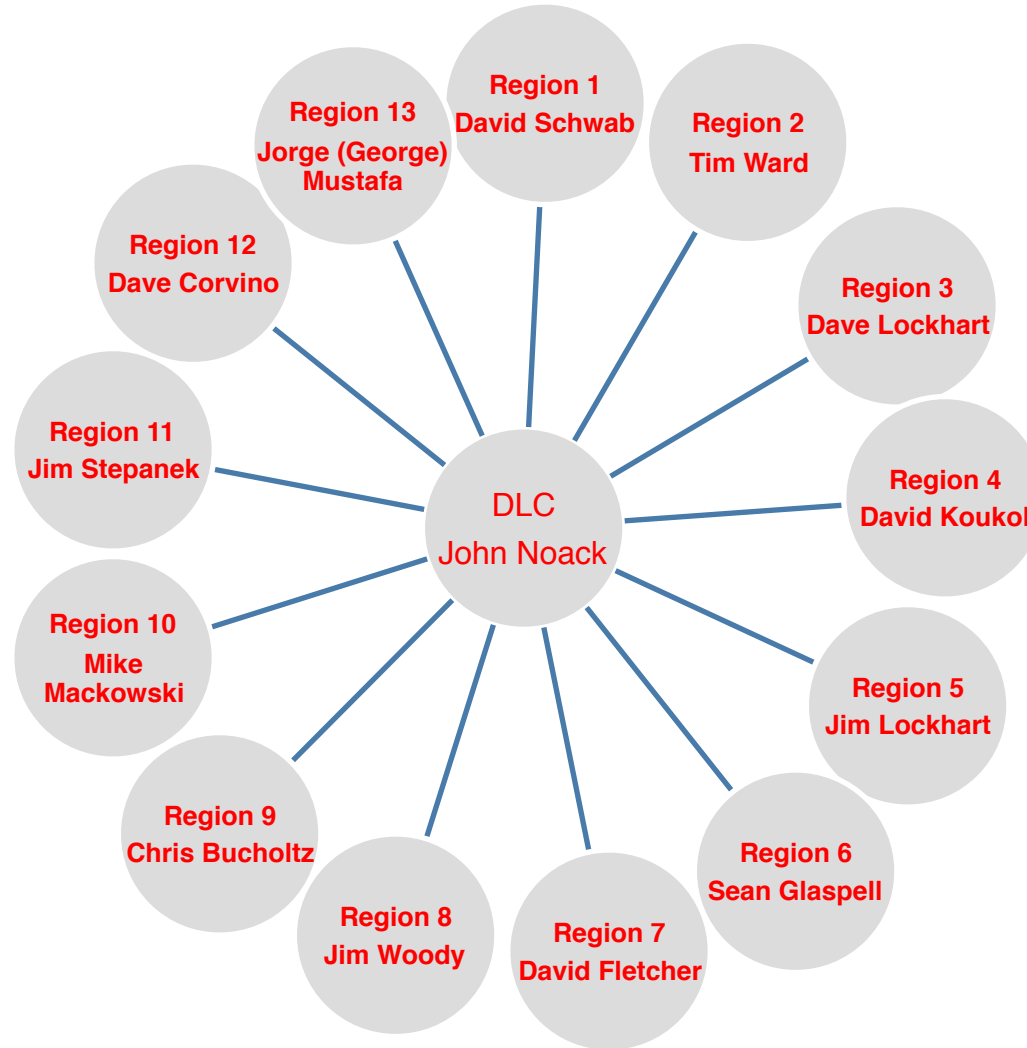 Region 1
David Schwab
Region 2
Tim Ward
Region 3
Dave Lockhart
Region 4
David Koukol
Region 5
Jim Lockhart
Region 6
Sean Glaspell
Region 7
David Fletcher
Region 8
Jim Woody
Region 9
Chris Bucholtz
Region 10
Mike
Mackowski
Region 11
Jim Stepanek
Region 12
Dave Corvino
Region 13
Jorge (George)
Mustafa
DLC
John Noack